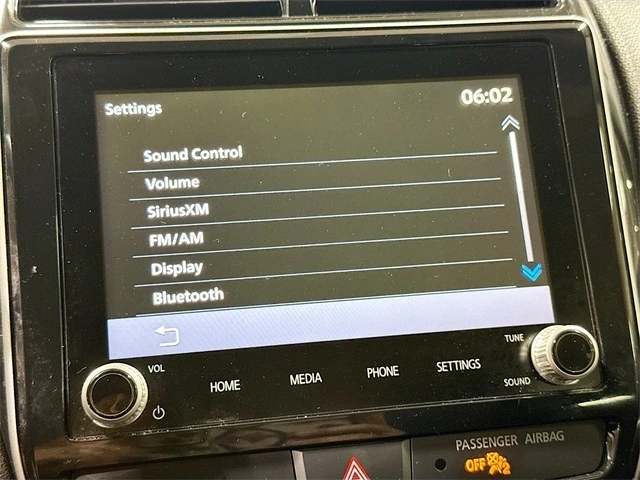 Settings 06:02
Sound Control
Volume
SiriusXM
FM/AM
Display
Bluetooth
VOL TUNE
HOME MEDIA PHONE SETTINGS
SOUND
PASSENGER AIRBAG
OFF 2